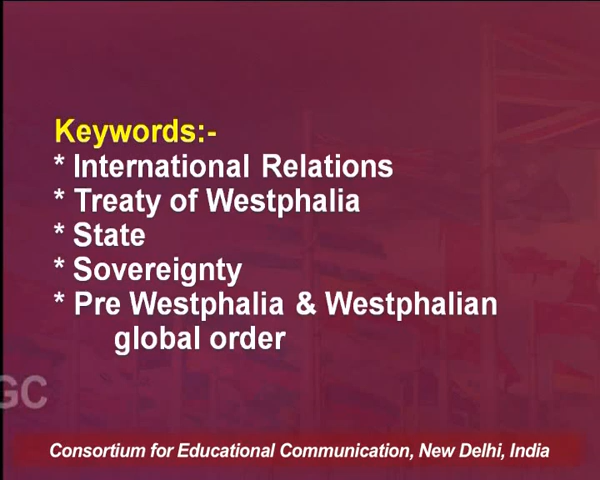 Keywords:-
* International Relations
* Treaty of Westphalia
* State
* Sovereignty
* Pre Westphalia & Westphalian
global order
GC
Consortium for Educational Communication, New Delhi, India